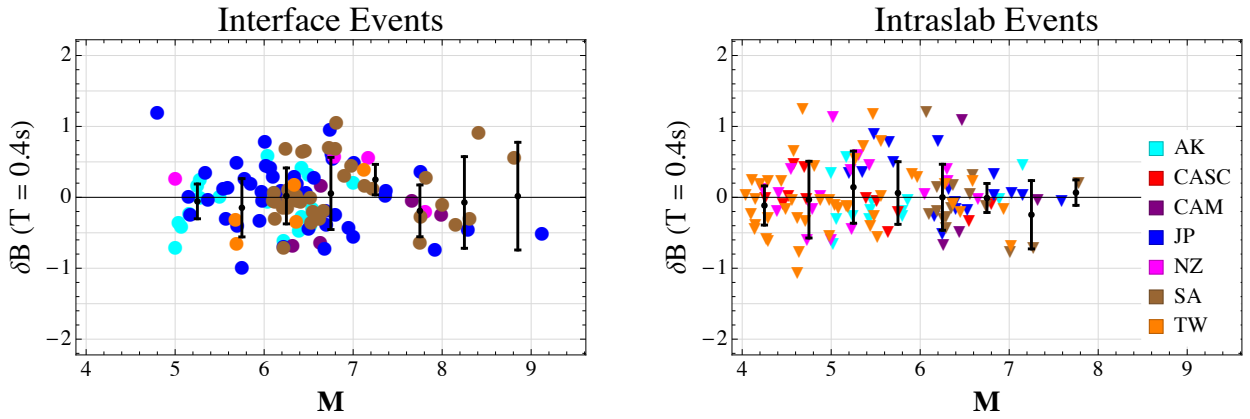 Interface Events
δB (T = 0.4s)
2
1
0
−1
−2
4
5
6
7
8
9
M
Intraslab Events
δB (T = 0.4s)
2
1
0
−1
−2
4
5
6
7
8
9
M
AK
CASC
CAM
JP
NZ
SA
TW